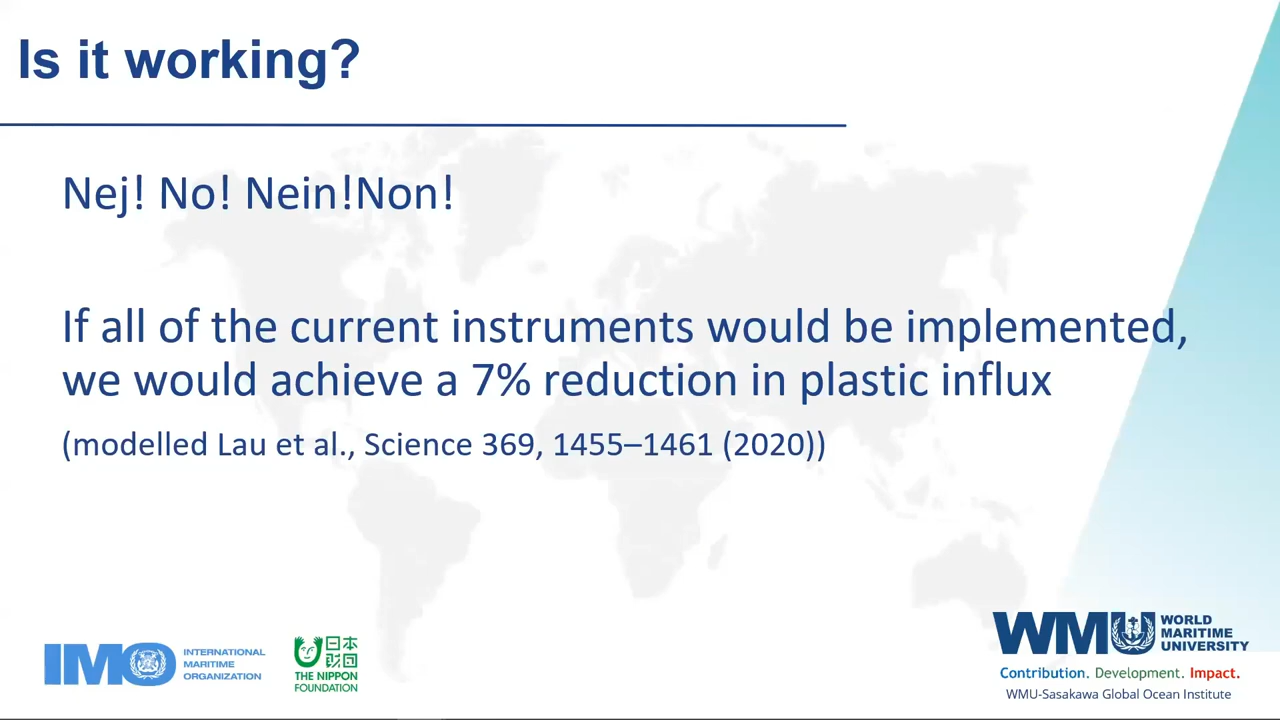 Is it working?
Nej! No! Nein!Non!
If all of the current instruments would be implemented,
we would achieve a 7% reduction in plastic influx
(modelled Lau et al., Science 369, 1455–1461 (2020))
IMO
INTERNATIONAL
MARITIME
ORGANIZATION
日本
財団
THE NIPPON
FOUNDATION
WMU
WORLD
MARITIME
UNIVERSITY
Contribution. Development. Impact.
WMU-Sasakawa Global Ocean Institute